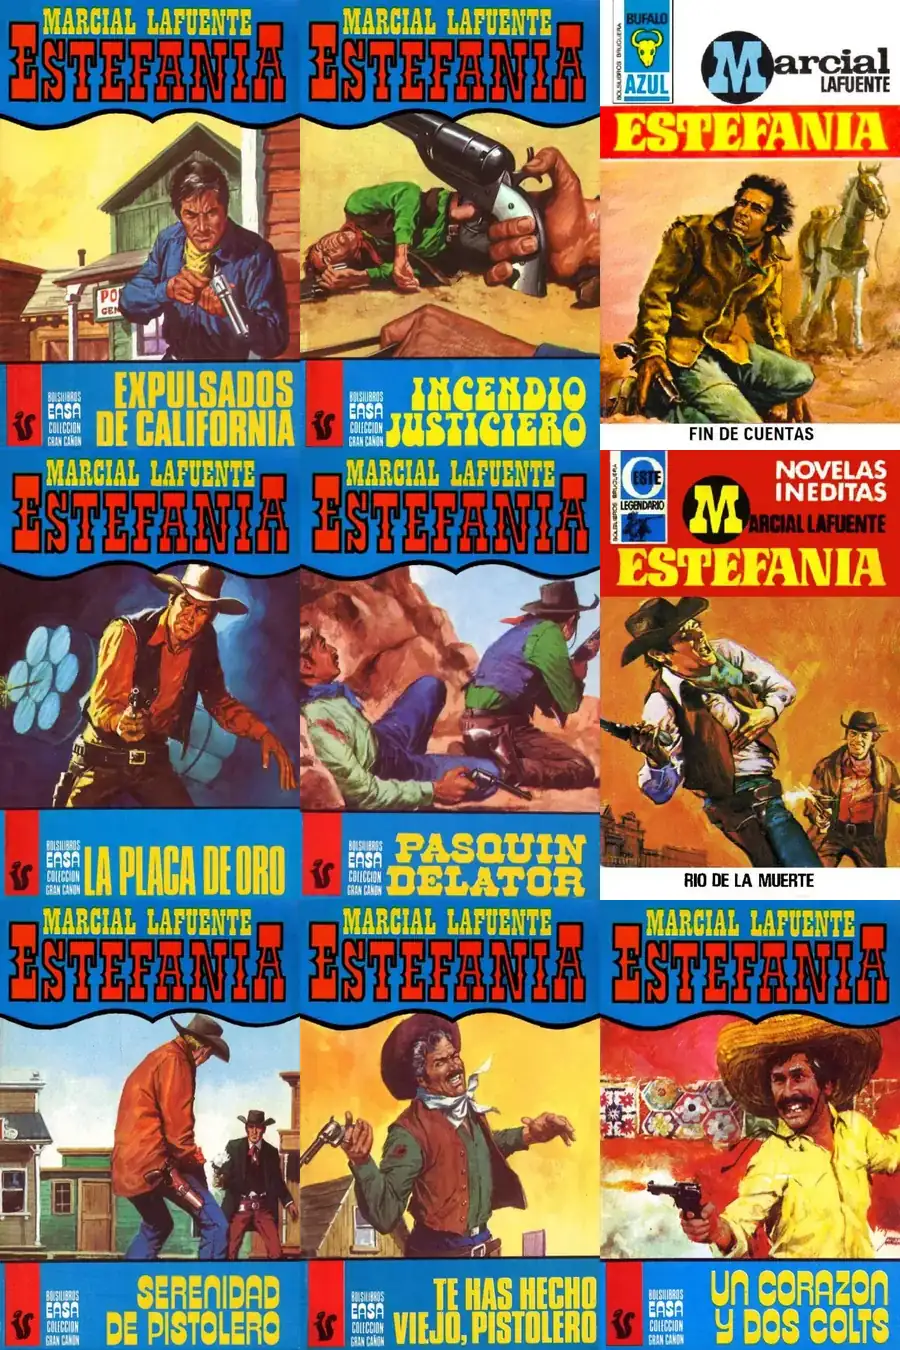 MARCIAL LAFUENTE
ESTEFANIA
PO
GEN
BOLSILIBROS
EASA
COLECCION
GRAN CAÑON
EXPULSADOS
DE CALIFORNIA
MARCIAL LAFUENTE
ESTEFANIA
BOLSILIBROS
EASA
COLECCION
GRAN CAÑON
INCENDIO
JUSTICIERO
BUFALO
AZUL
BOLSILIBROS BRUGUERA
Marcial
LAFUENTE
ESTEFANIA
FIN DE CUENTAS
MARCIAL LAFUENTE
ESTEFANIA
BOLSILIBROS
EASA
COLECCION
GRAN CAÑON
LA PLACA DE ORO
MARCIAL LAFUENTE
ESTEFANIA
BOLSILIBROS
EASA
COLECCION
GRAN CAÑON
PASQUIN
DELATOR
BOLSILIBROS BRUGUERA
OESTE
LEGENDARIO
NOVELAS
INEDITAS
MARCIAL LAFUENTE
ESTEFANIA
RIO DE LA MUERTE
MARCIAL LAFUENTE
ESTEFANIA
BOLSILIBROS
EASA
COLECCION
GRAN CAÑON
SERENIDAD
DE PISTOLERO
MARCIAL LAFUENTE
ESTEFANIA
BOLSILIBROS
EASA
COLECCION
GRAN CAÑON
TE HAS HECHO
VIEJO, PISTOLERO
MARCIAL LAFUENTE
ESTEFANIA
BOLSILIBROS
EASA
COLECCION
GRAN CAÑON
UN CORAZON
Y DOS COLTS